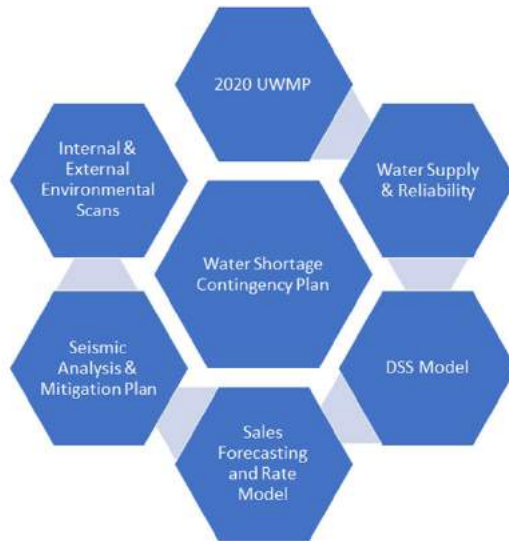 2020 UWMP
Internal &
External
Environmental
Scans
Water Supply
& Reliability
Water Shortage
Contingency Plan
Seismic
Analysis &
Mitigation Plan
DSS Model
Sales
Forecasting
and Rate
Model